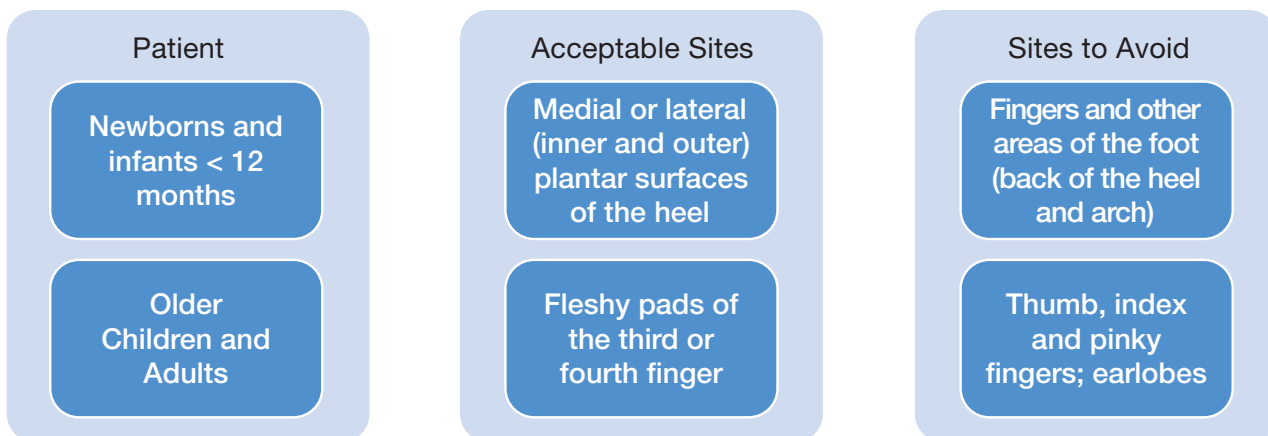 Patient
Newborns and
infants < 12
months
Older
Children and
Adults
Acceptable Sites
Medial or lateral
(inner and outer)
plantar surfaces
of the heel
Fleshy pads of
the third or
fourth finger
Sites to Avoid
Fingers and other
areas of the foot
(back of the heel
and arch)
Thumb, index
and pinky
fingers; earlobes